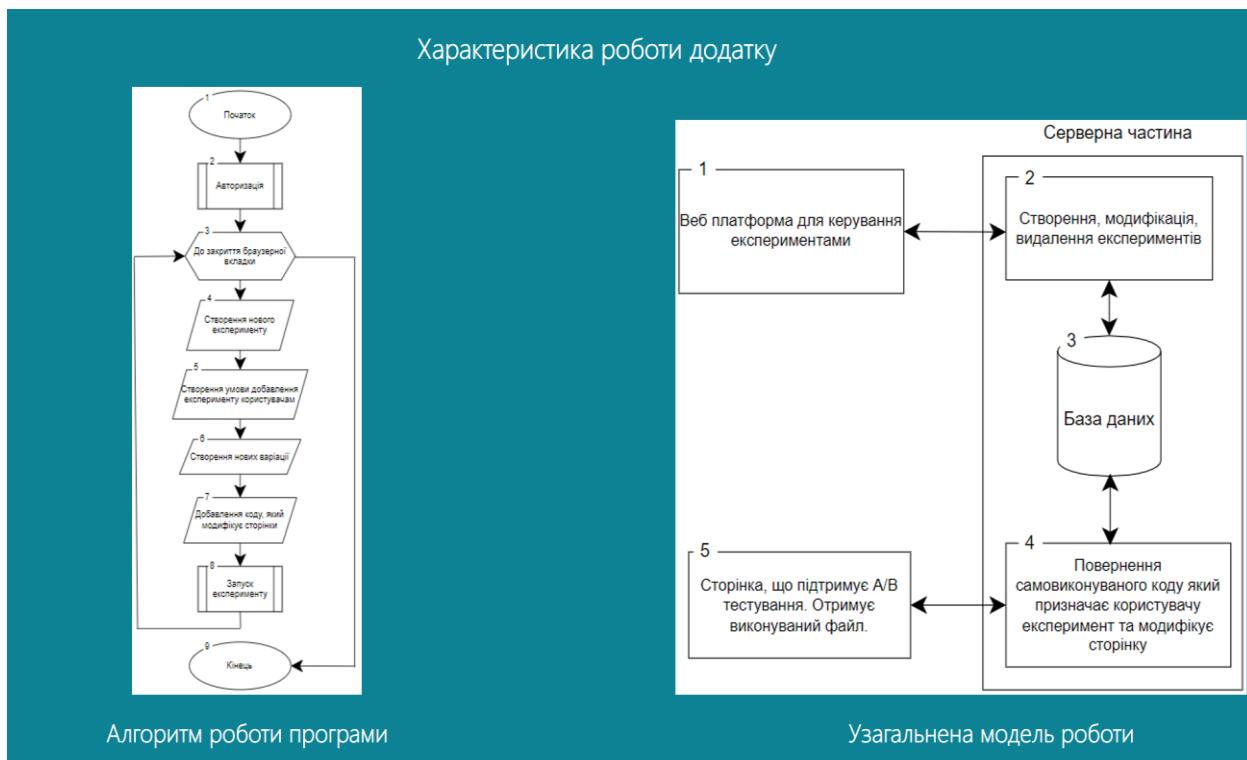 Характеристика роботи додатку
1
Початок
2
Авторизація
3
До закриття браузерної
вкладки
4
Створення нового
експерименту
5
Створення умови добавлення
експерименту користувачам
6
Створення нових варіації
7
Добавлення коду, який
модифікує сторінки
8
Запуск
експерименту
9
Кінець
Алгоритм роботи програми
Серверна частина
1
Веб платформа для керування
експериментами
2
Створення, модифікація,
видалення експериментів
3
База даних
4
Повернення
самовиконуваного коду який
призначає користувачу
експеримент та модифікує
сторінку
5
Сторінка, що підтримує A/B
тестування. Отримує
виконуваний файл.
Узагальнена модель роботи